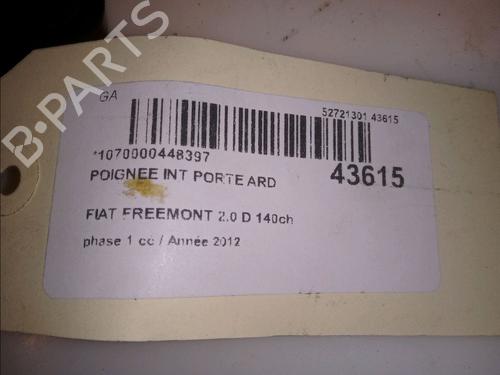 B-PARTS
GA
52721301 43615
*1070000448397
43615
POIGNEE INT PORTE ARD
FIAT FREEMONT 2.0 D 140ch
phase 1 cc / Année 2012